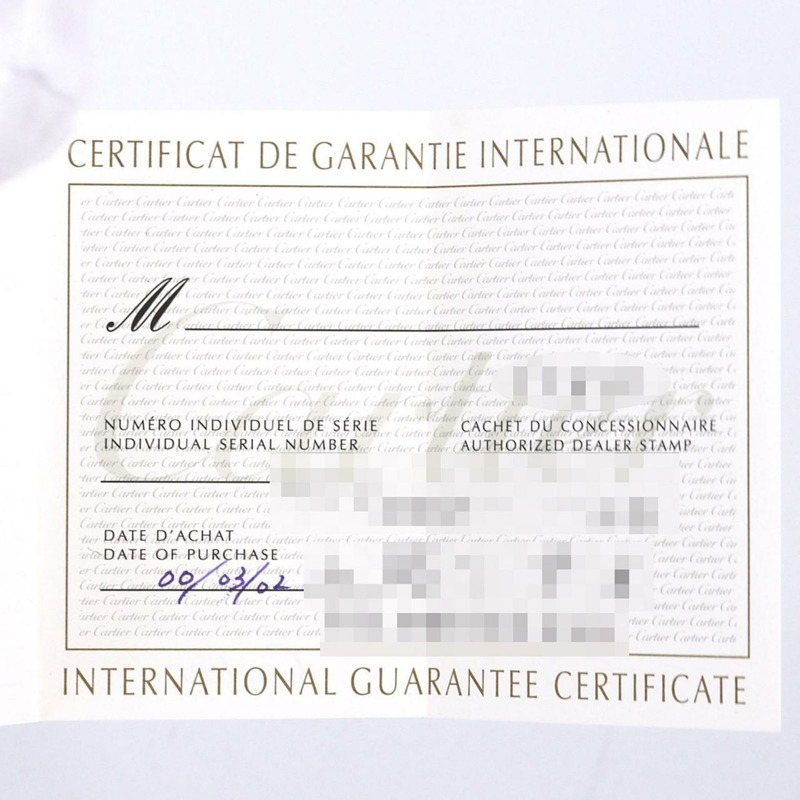 CERTIFICAT DE GARANTIE INTERNATIONALE
M
Cartier
NUMÉRO INDIVIDUEL DE SÉRIE
INDIVIDUAL SERIAL NUMBER
CACHET DU CONCESSIONNAIRE
AUTHORIZED DEALER STAMP
DATE D'ACHAT
DATE OF PURCHASE
00/03/02
INTERNATIONAL GUARANTEE CERTIFICATE